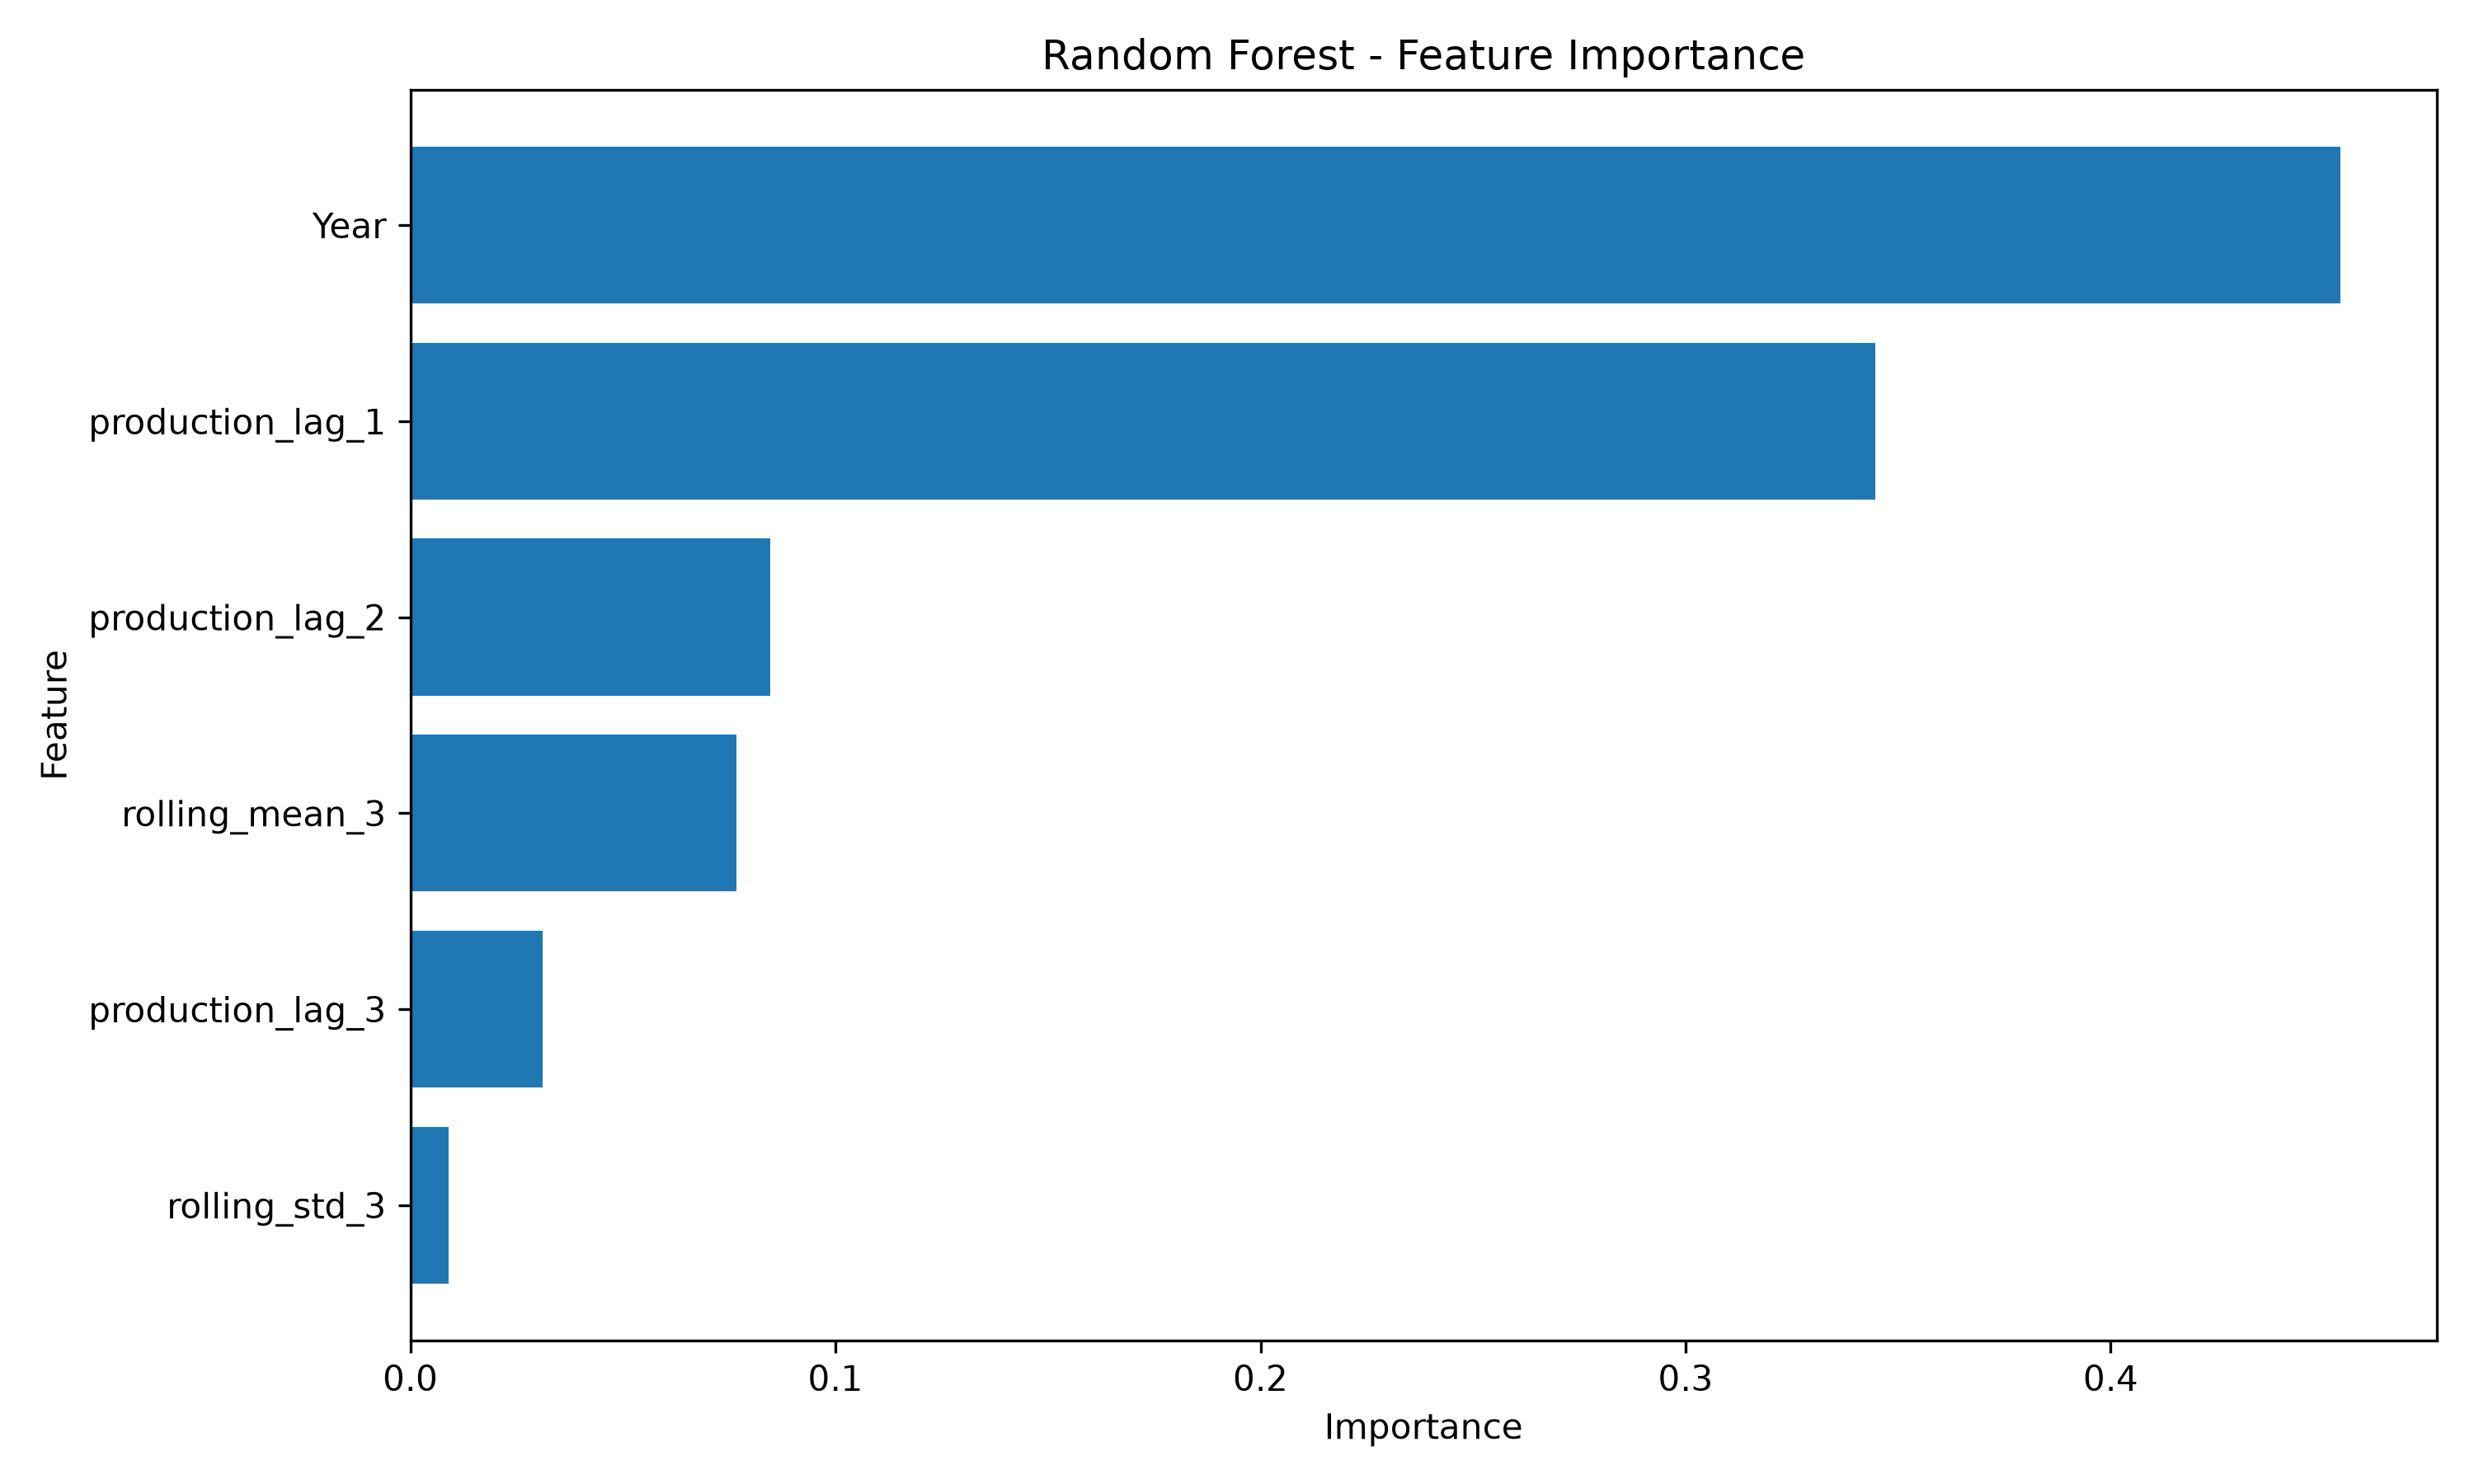 Random Forest - Feature Importance
Year
production_lag_1
production_lag_2
rolling_mean_3
production_lag_3
rolling_std_3
Feature
0.0 0.1 0.2 0.3 0.4
Importance